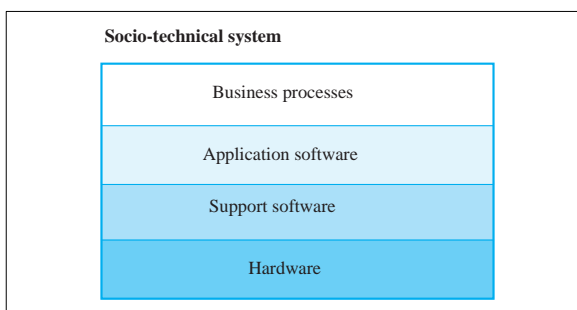 Socio-technical system
Business processes
Application software
Support software
Hardware